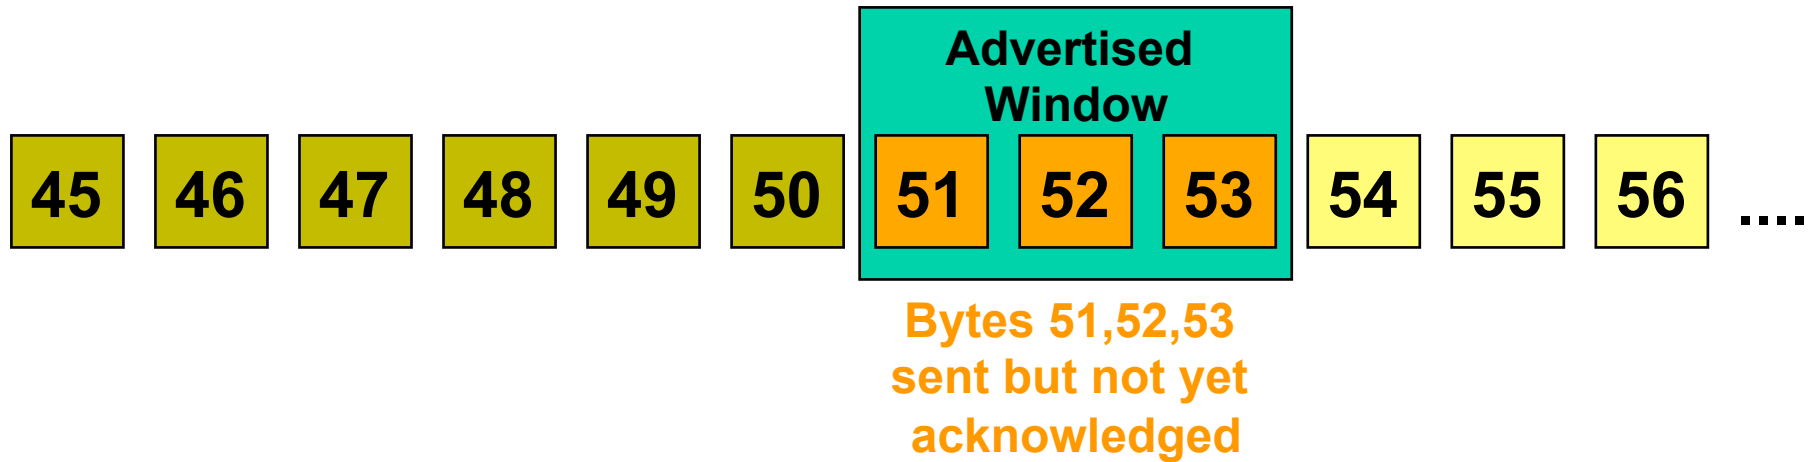 Advertised
Window
45 46 47 48 49 50 51 52 53 54 55 56 ....
Bytes 51,52,53
sent but not yet
acknowledged